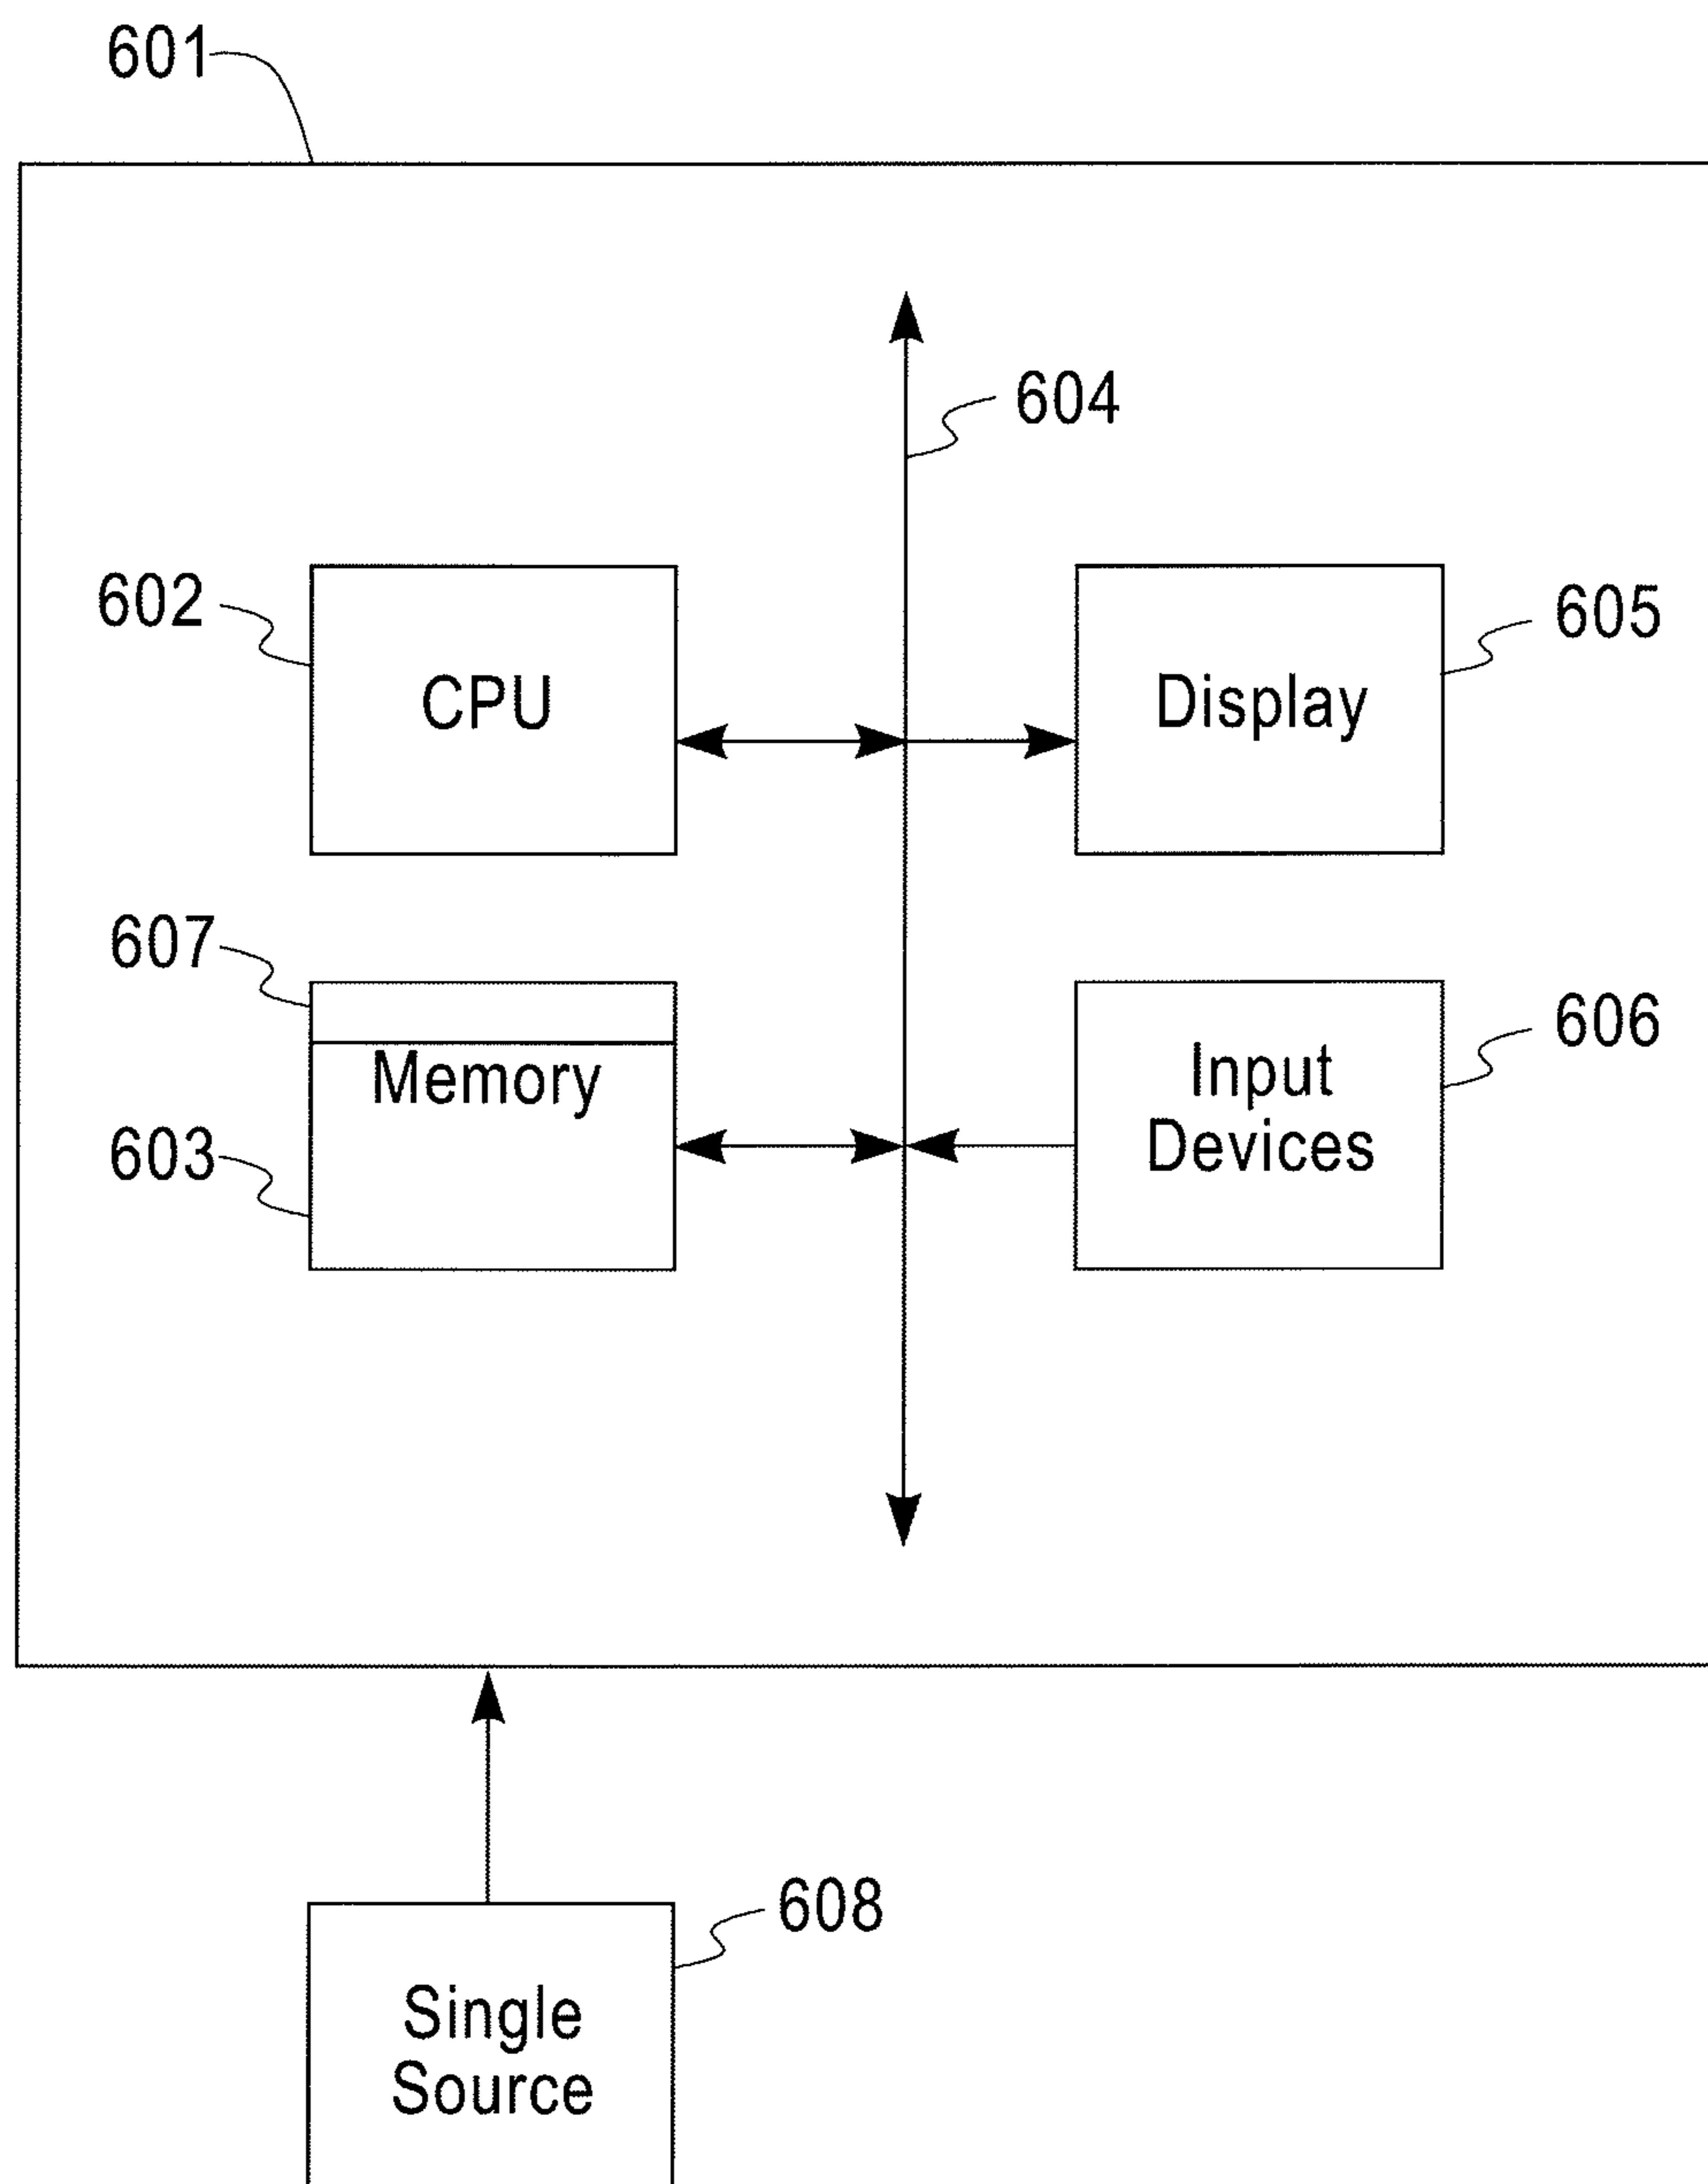 601
604
602
CPU
605
Display
607
Memory
603
606
Input
Devices
608
Single
Source